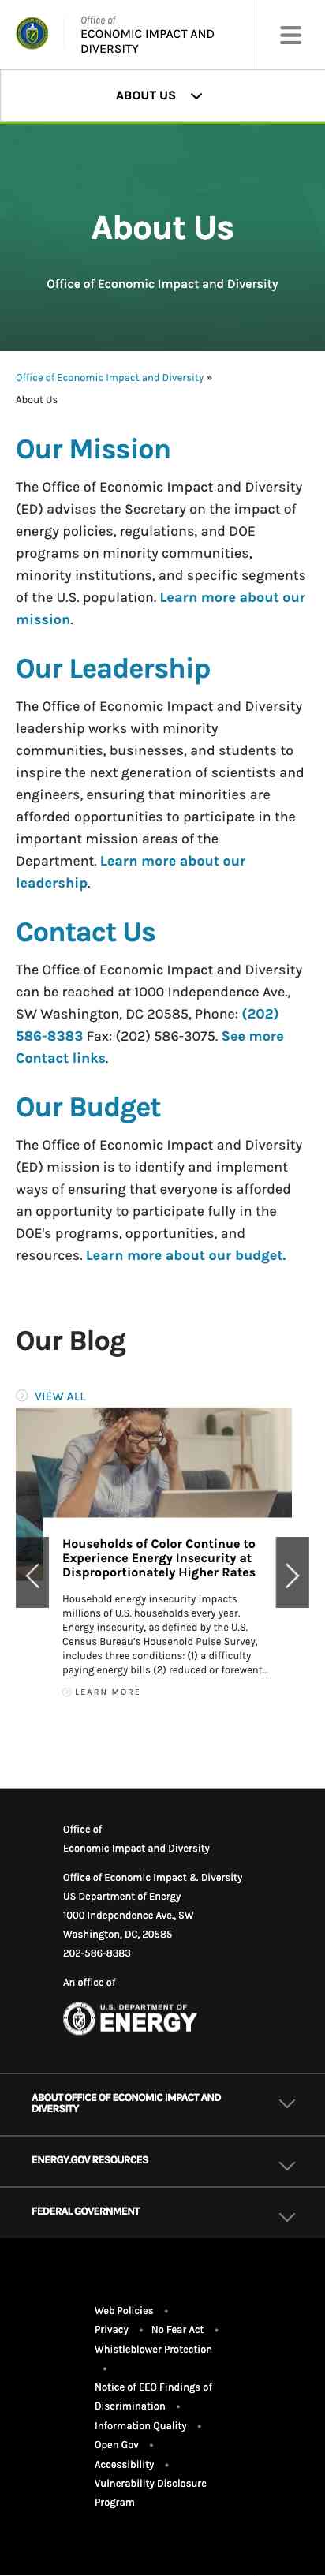 Office of
ECONOMIC IMPACT AND
DIVERSITY
ABOUT US
About Us
Office of Economic Impact and Diversity
Office of Economic Impact and Diversity »
About Us
Our Mission
The Office of Economic Impact and Diversity
(ED) advises the Secretary on the impact of
energy policies, regulations, and DOE
programs on minority communities,
minority institutions, and specific segments
of the U.S. population. Learn more about our
mission.
Our Leadership
The Office of Economic Impact and Diversity
leadership works with minority
communities, businesses, and students to
inspire the next generation of scientists and
engineers, ensuring that minorities are
afforded opportunities to participate in the
important mission areas of the
Department. Learn more about our
leadership.
Contact Us
The Office of Economic Impact and Diversity
can be reached at 1000 Independence Ave.,
SW Washington, DC 20585, Phone: (202)
586-8383 Fax: (202) 586-3075. See more
Contact links.
Our Budget
The Office of Economic Impact and Diversity
(ED) mission is to identify and implement
ways of ensuring that everyone is afforded
an opportunity to participate fully in the
DOE's programs, opportunities, and
resources. Learn more about our budget.
Our Blog
VIEW ALL
Households of Color Continue to
Experience Energy Insecurity at
Disproportionately Higher Rates
Household energy insecurity impacts
millions of U.S. households every year.
Energy insecurity, as defined by the U.S.
Census Bureau's Household Pulse Survey,
includes three conditions: (1) a difficulty
paying energy bills (2) reduced or forewent...
LEARN MORE
Office of
Economic Impact and Diversity
Office of Economic Impact & Diversity
US Department of Energy
1000 Independence Ave., SW
Washington, DC, 20585
202-586-8383
An office of
U.S. DEPARTMENT OF
ENERGY
ABOUT OFFICE OF ECONOMIC IMPACT AND
DIVERSITY
ENERGY.GOV RESOURCES
FEDERAL GOVERNMENT
Web Policies •
Privacy • No Fear Act •
Whistleblower Protection
•
Notice of EEO Findings of
Discrimination •
Information Quality •
Open Gov •
Accessibility •
Vulnerability Disclosure
Program